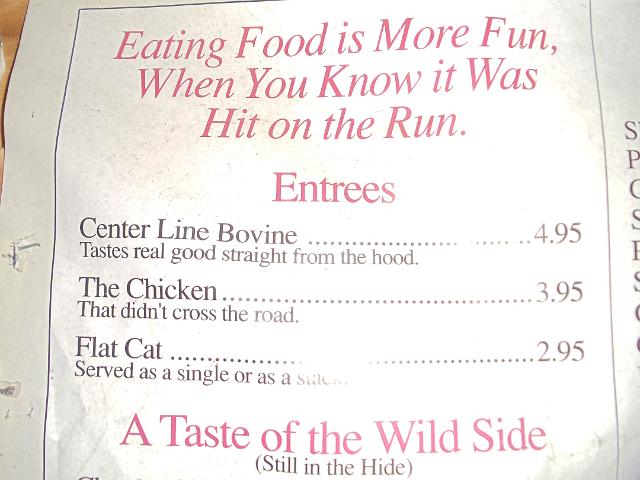 Eating Food is More Fun,
When You Know it Was
Hit on the Run.
Entrees
Center Line Bovine ..................................4.95
Tastes real good straight from the hood.
The Chicken.............................................3.95
That didn't cross the road.
Flat Cat .....................................................2.95
Served as a single or as a stack.
A Taste of the Wild Side
(Still in the Hide)